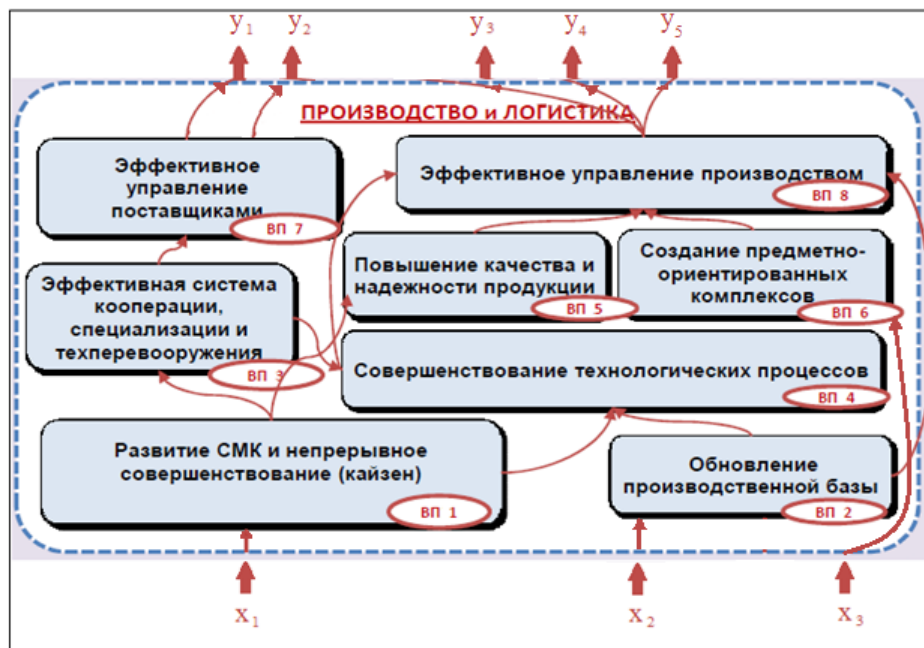 y₁ y₂ y₃ y₄ y₅
ПРОИЗВОДСТВО и ЛОГИСТИКА
Эффективное
управление
поставщиками
ВП 7
Эффективное управление производством
ВП 8
Эффективная система
кооперации,
специализации и
техперевооружения
ВП 3
Повышение качества и
надежности продукции
ВП 5
Создание предметно-
ориентированных
комплексов
ВП 6
Совершенствование технологических процессов
ВП 4
Развитие СМК и непрерывное
совершенствование (кайзен)
ВП 1
Обновление
производственной базы
ВП 2
x₁ x₂ x₃